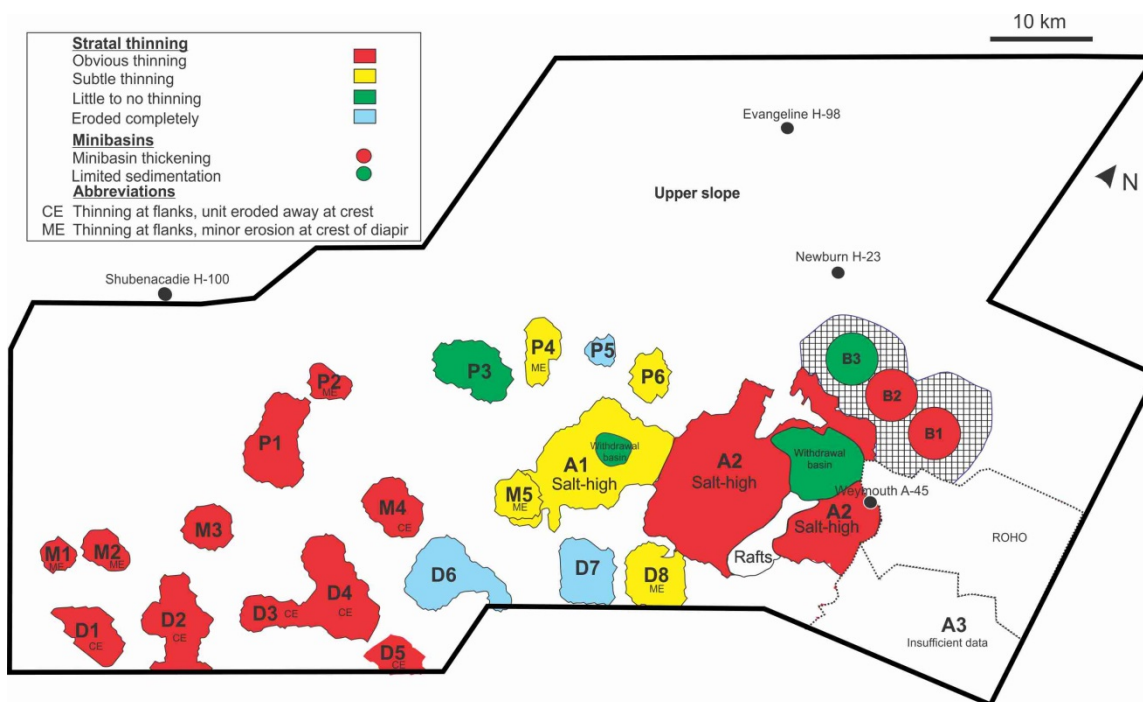 10 km
Stratal thinning
Obvious thinning
Subtle thinning
Little to no thinning
Eroded completely
Minibasins
Minibasin thickening
Limited sedimentation
Abbreviations
CE Thinning at flanks, unit eroded away at crest
ME Thinning at flanks, minor erosion at crest of diapir
Evangeline H-98
N
Upper slope
Shubenacadie H-100
Newburn H-23
P4
ME
P5
P3
P6
B3
P2
ME
B2
B1
P1
A1
Salt-high
Withdrawal
basin
A2
Salt-high
Withdrawal
basin
M5
ME
Weymouth A-45
M4
CE
A2
Salt-high
M3
ROHO
M1
ME
M2
ME
Rafts
D6
D7
D8
ME
D4
CE
D3 CE
D2
CE
D1
CE
D5
CE
A3
Insufficient data